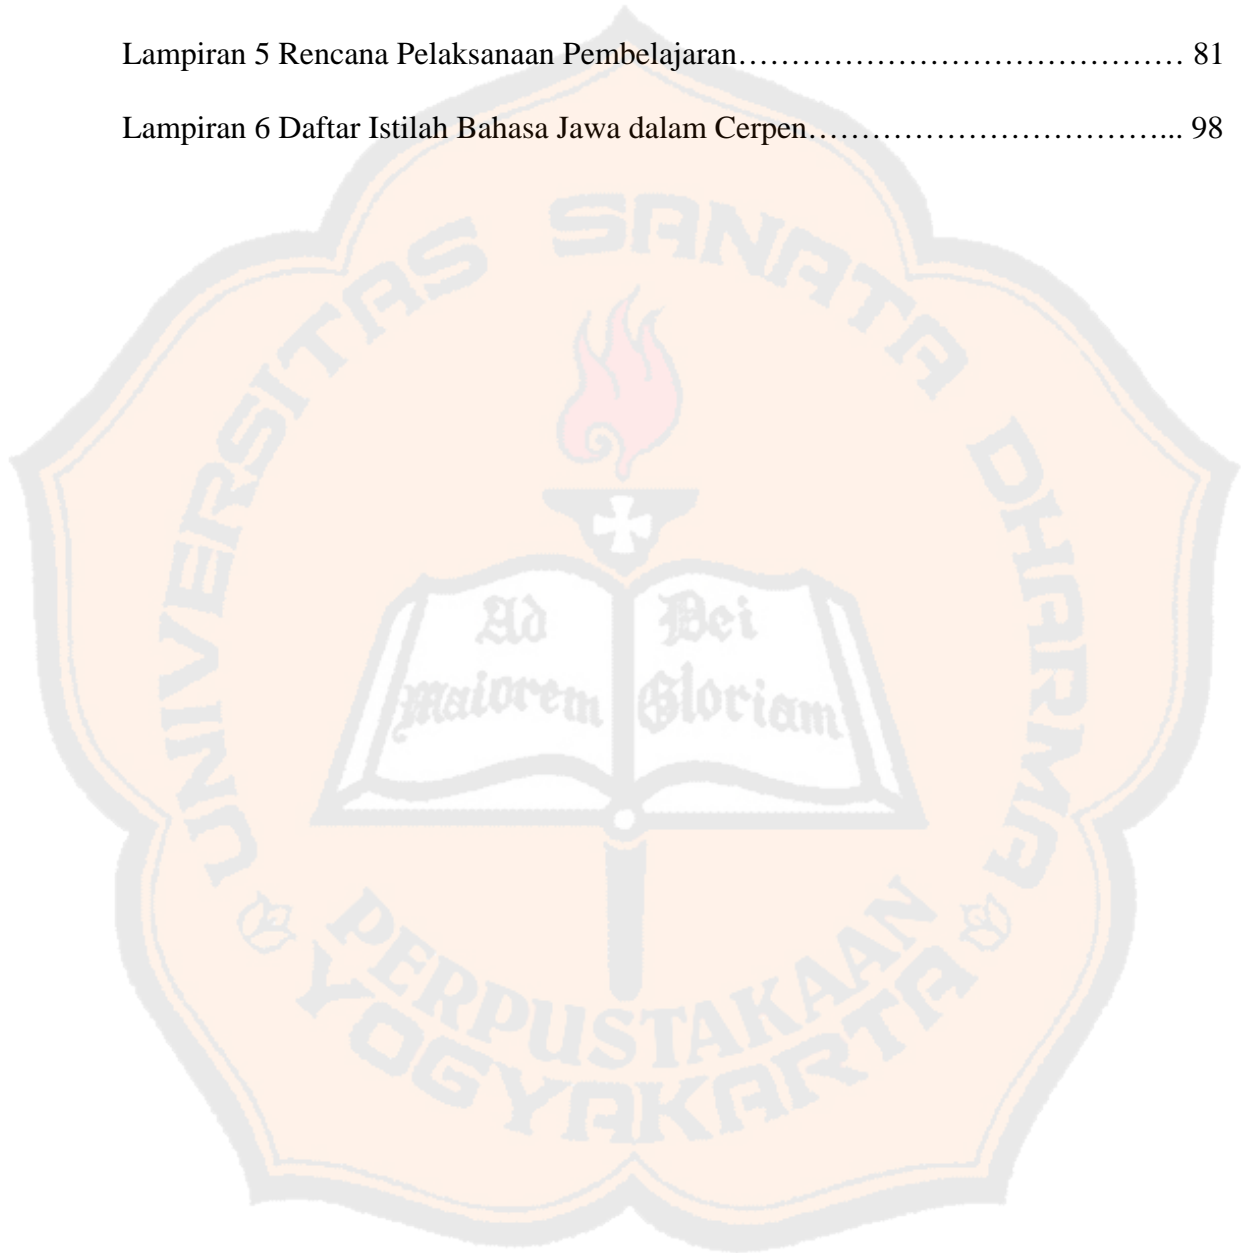 Lampiran 5 Rencana Pelaksanaan Pembelajaran…………………………………… 81
Lampiran 6 Daftar Istilah Bahasa Jawa dalam Cerpen……………………………... 98
UNIVERSITAS SANATA DHARMA
Ad Dei
maiorem Gloriam
PERPUSTAKAAN
YOGYAKARTA